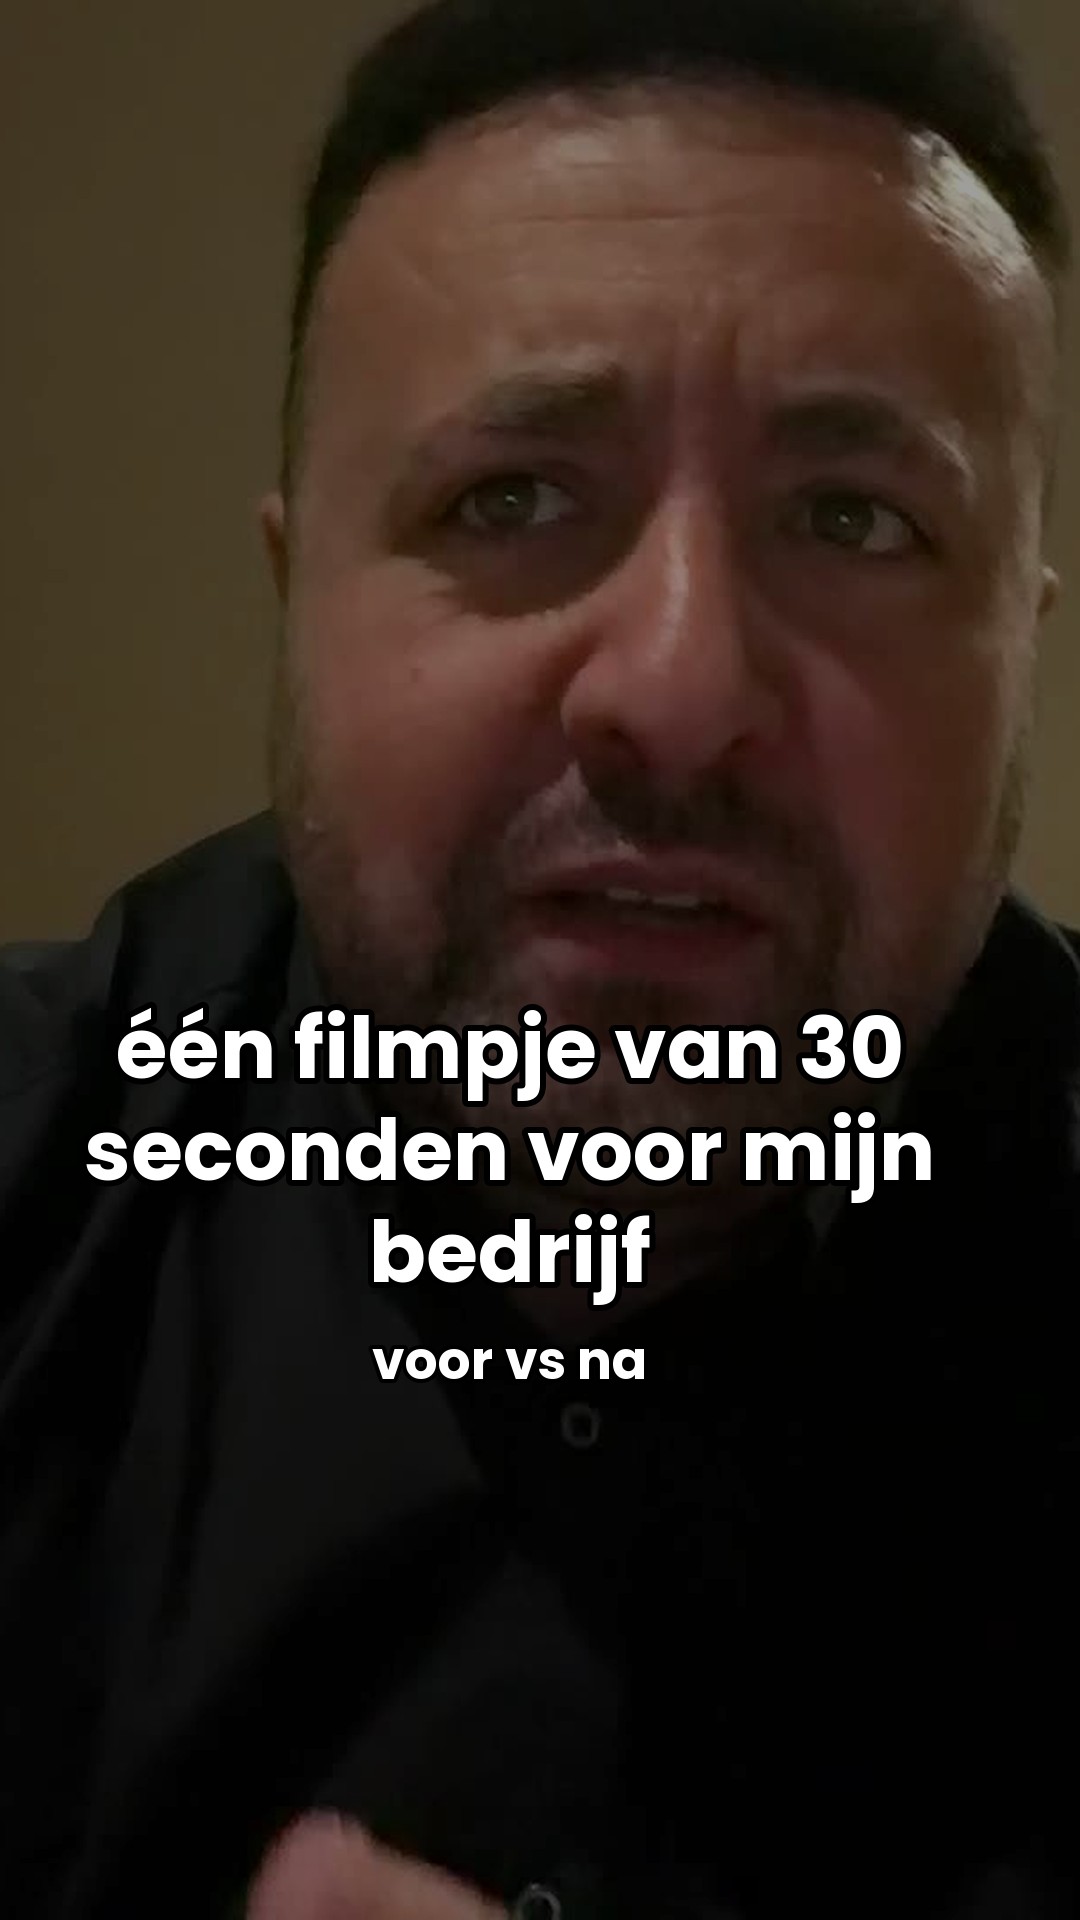 één filmpje van 30
seconden voor mijn
bedrijf
voor vs na